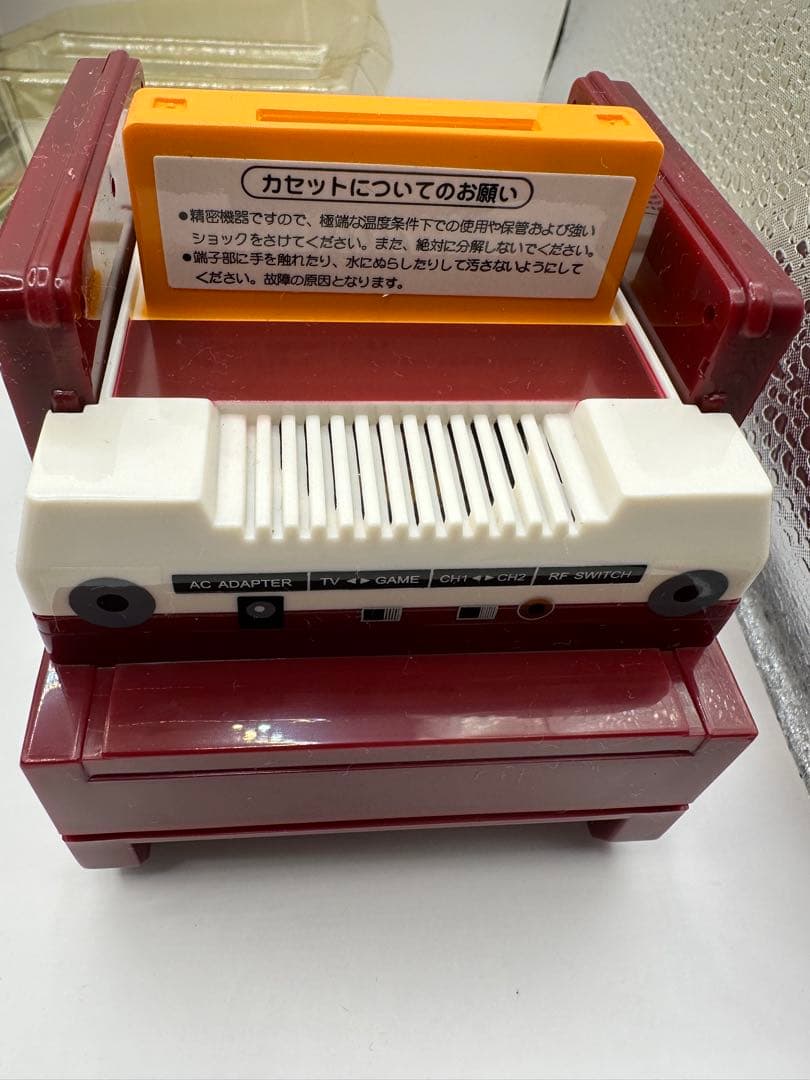 カセットについてのお願い
●精密機器ですので、極端な温度条件下での使用や保管および強い
ショックをさけてください。また、絶対に分解しないでください。
●端子部に手を触れたり、水にぬらしたりして汚さないようにして
ください。故障の原因となります。
AC ADAPTER TV ◄► GAME CH1 ◄► CH2 RF SWITCH